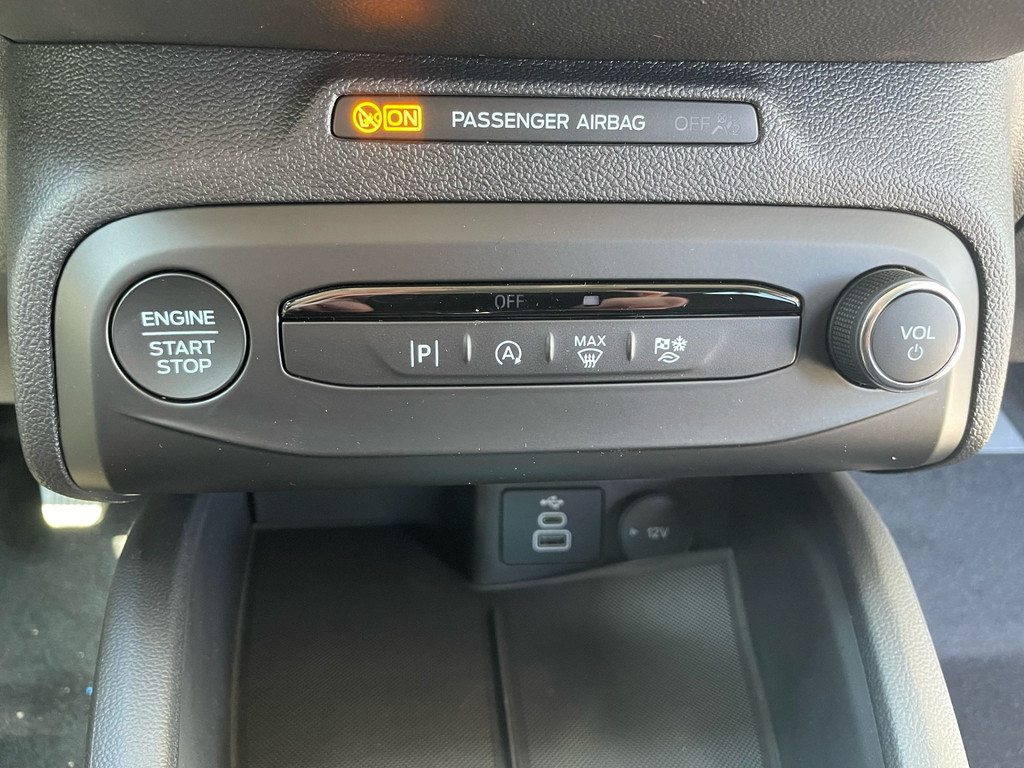 ON PASSENGER AIRBAG OFF
ENGINE
START
STOP
OFF
P
A
MAX
VOL
12V